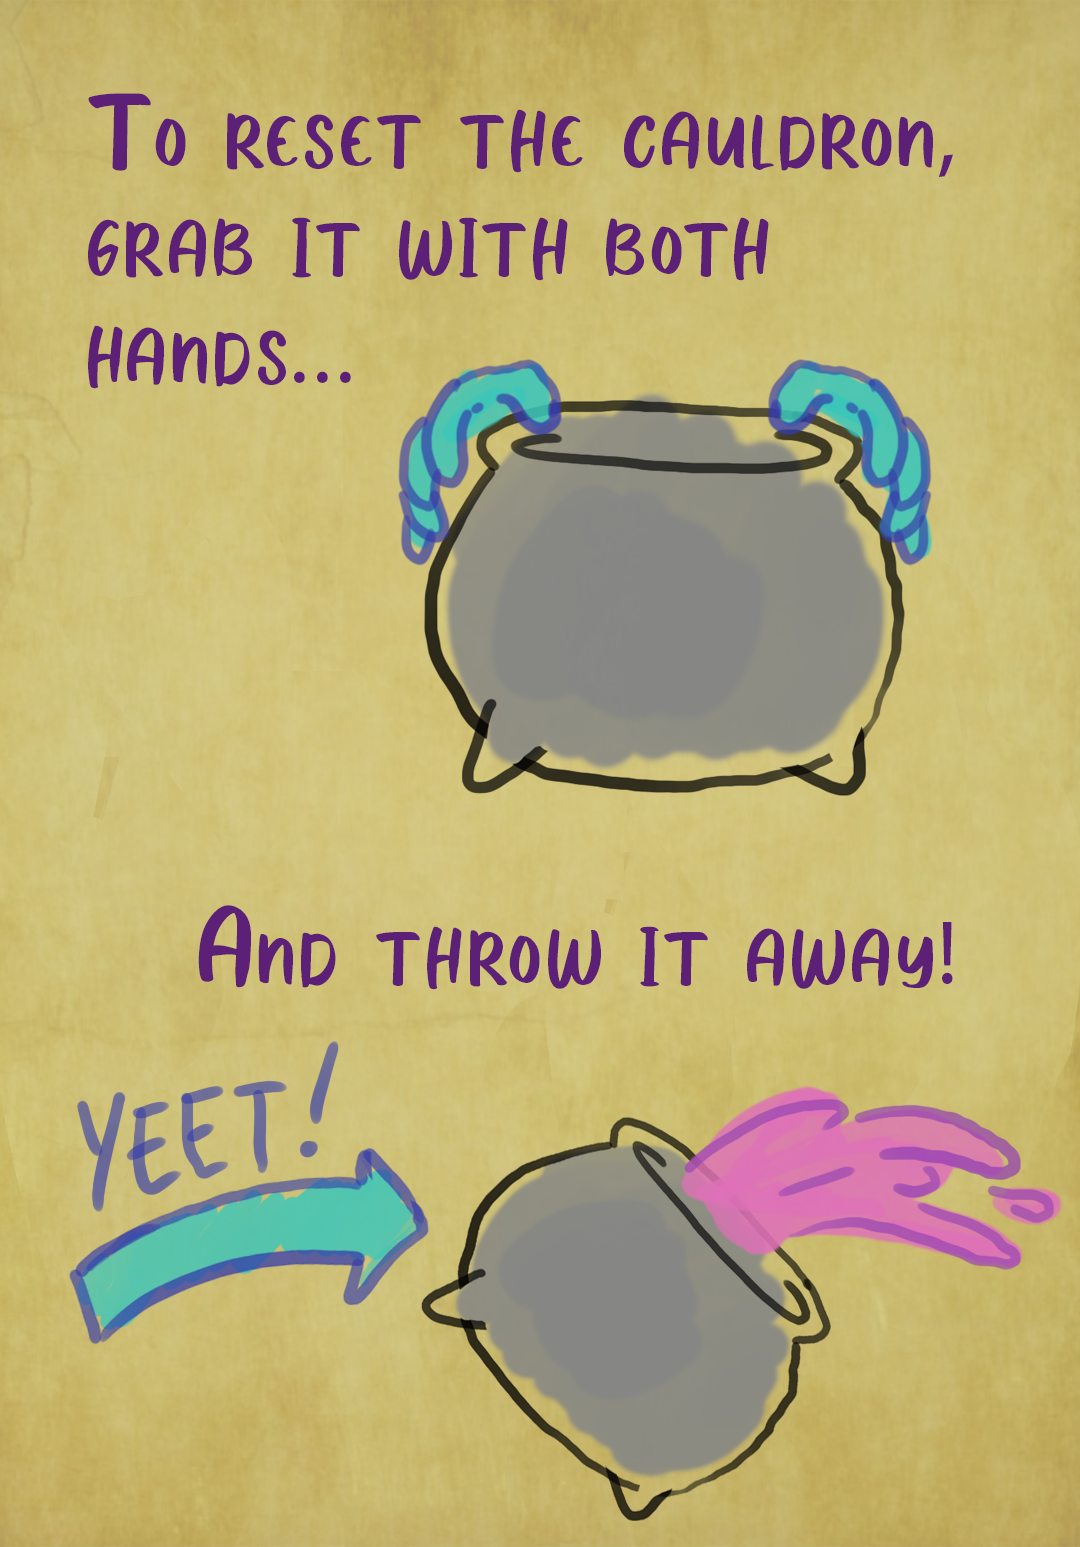 To reset the cauldron,
grab it with both
hands...
And throw it away!
YEET!